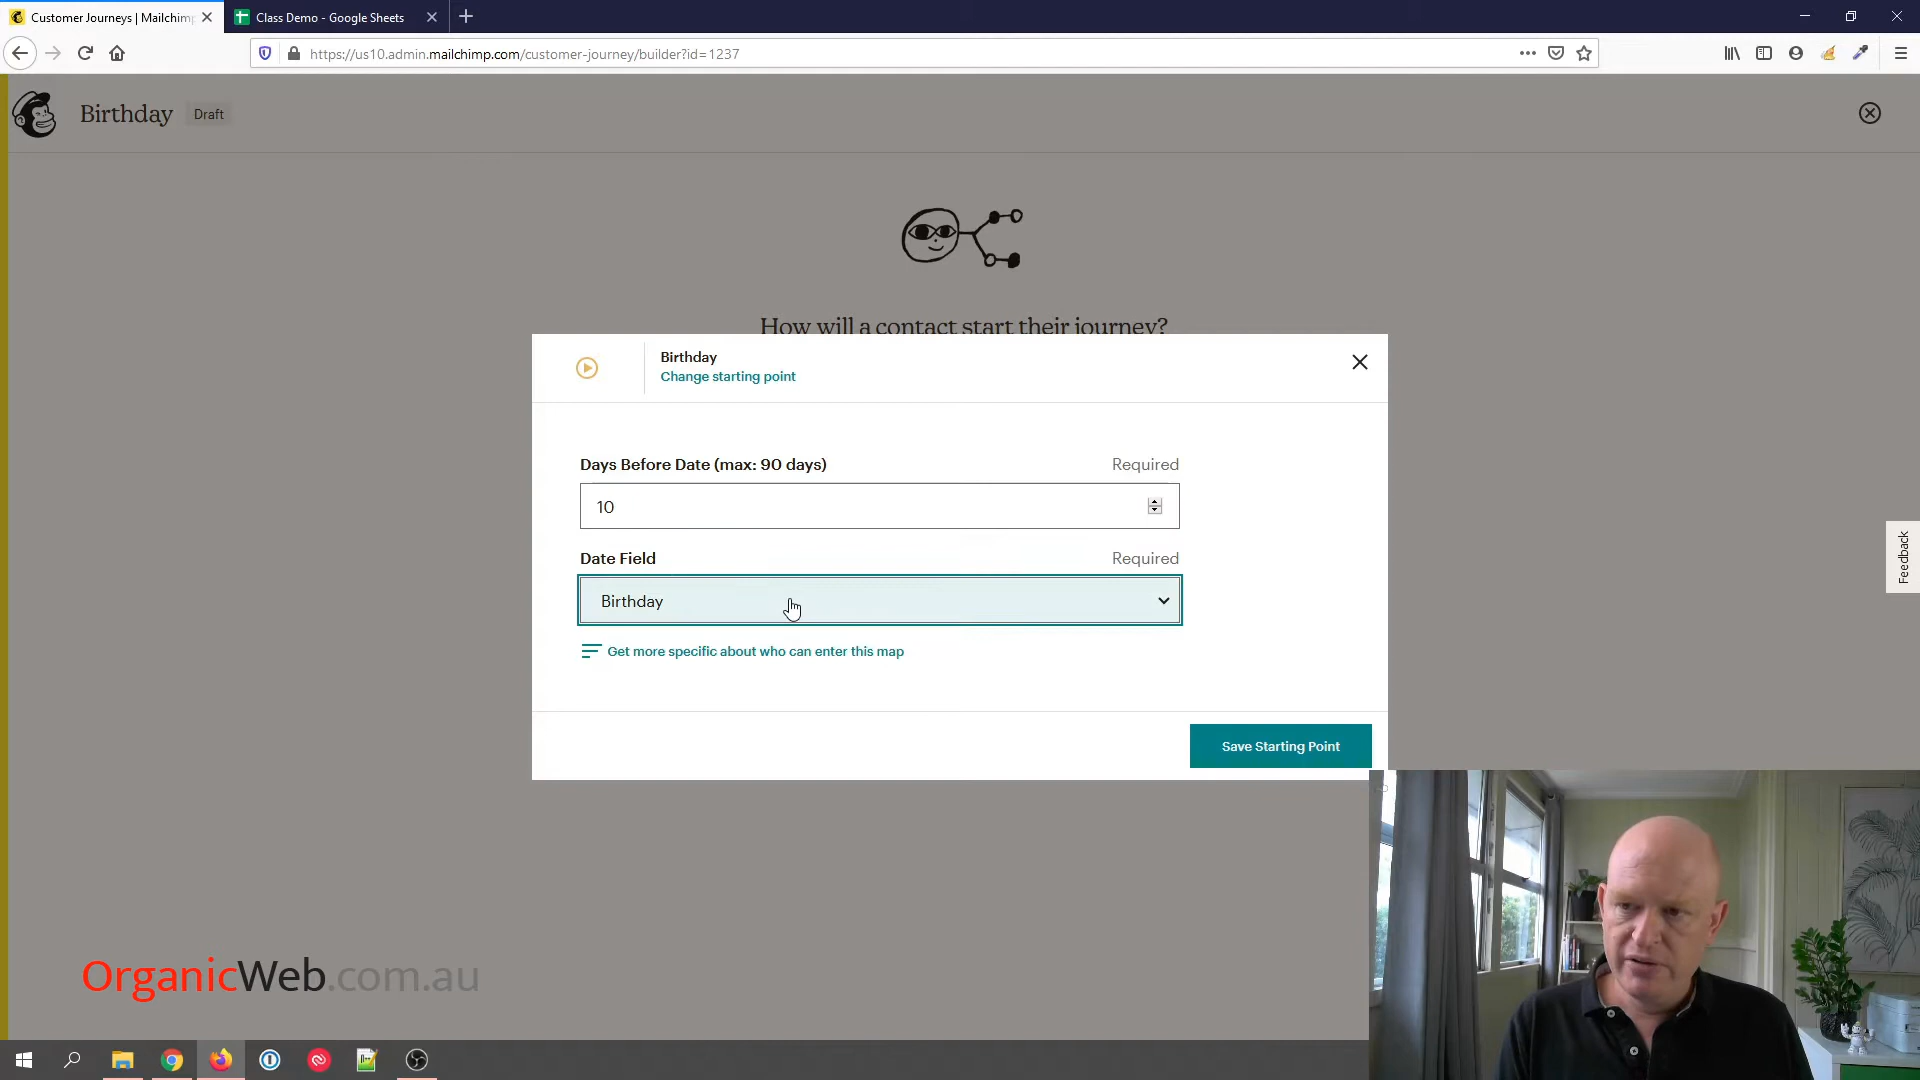 Customer Journeys | Mailchimp
Class Demo - Google Sheets
https://us10.admin.mailchimp.com/customer-journey/builder?id=1237
Birthday
Draft
How will a contact start their journey?
Birthday
Change starting point
Days Before Date (max: 90 days)
Required
10
Date Field
Required
Birthday
Get more specific about who can enter this map
Save Starting Point
Feedback
OrganicWeb.com.au